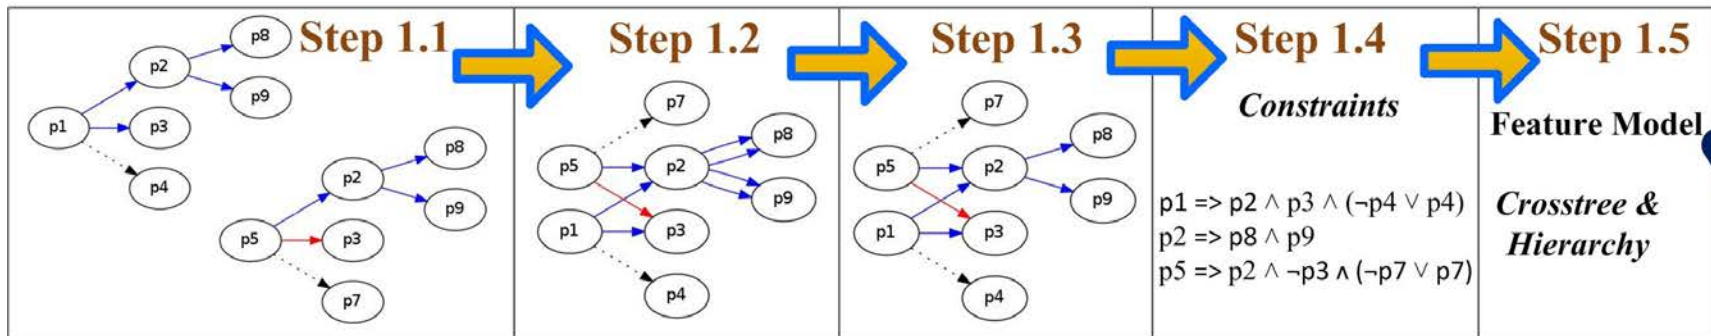 Step 1.1
p8
p2
p9
p1
p3
p4
p8
p2
p9
p5
p3
p7
Step 1.2
p7
p8
p5
p2
p9
p1
p3
p4
Step 1.3
p7
p8
p5
p2
p9
p1
p3
p4
Step 1.4
Constraints
p1 => p2 ∧ p3 ∧ (¬p4 ∨ p4)
p2 => p8 ∧ p9
p5 => p2 ∧ ¬p3 ∧ (¬p7 ∨ p7)
Step 1.5
Feature Model
Crosstree &
Hierarchy